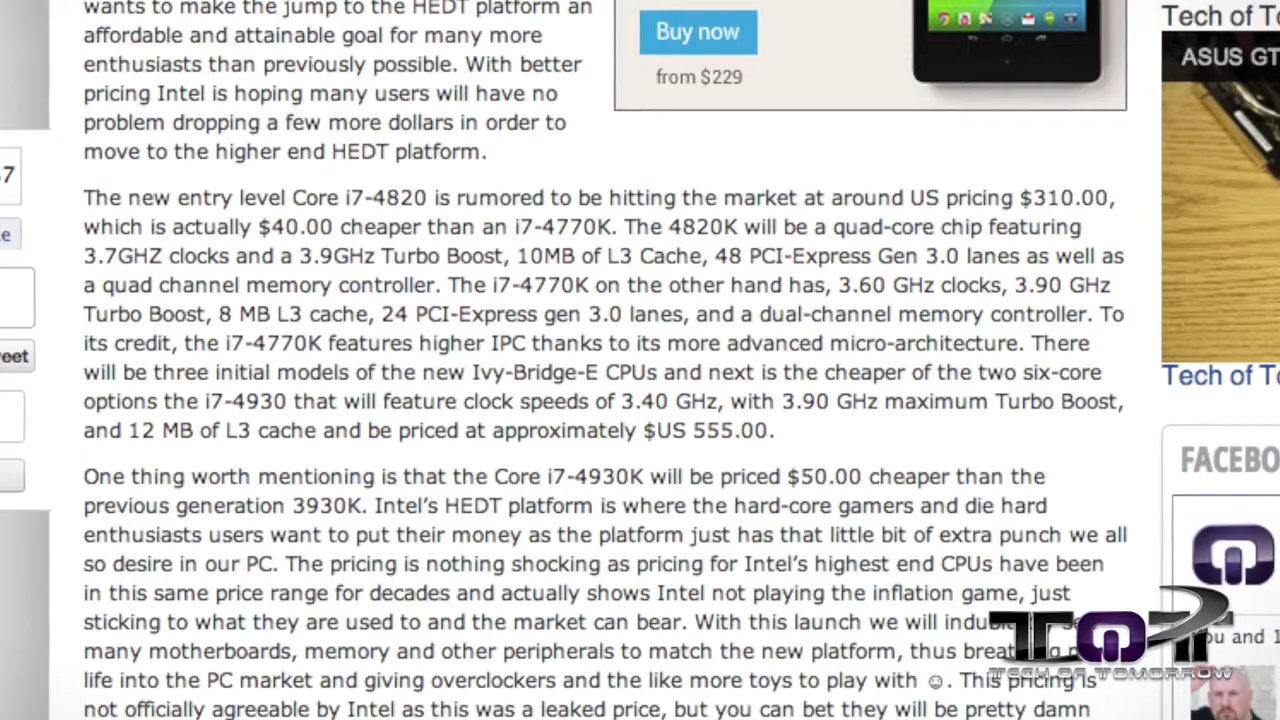 wants to make the jump to the HEDT platform an
affordable and attainable goal for many more
enthusiasts than previously possible. With better
pricing Intel is hoping many users will have no
problem dropping a few more dollars in order to
move to the higher end HEDT platform.
Buy now
from $229
The new entry level Core i7-4820 is rumored to be hitting the market at around US pricing $310.00,
which is actually $40.00 cheaper than an i7-4770K. The 4820K will be a quad-core chip featuring
3.7GHZ clocks and a 3.9GHz Turbo Boost, 10MB of L3 Cache, 48 PCI-Express Gen 3.0 lanes as well as
a quad channel memory controller. The i7-4770K on the other hand has, 3.60 GHz clocks, 3.90 GHz
Turbo Boost, 8 MB L3 cache, 24 PCI-Express gen 3.0 lanes, and a dual-channel memory controller. To
its credit, the i7-4770K features higher IPC thanks to its more advanced micro-architecture. There
will be three initial models of the new Ivy-Bridge-E CPUs and next is the cheaper of the two six-core
options the i7-4930 that will feature clock speeds of 3.40 GHz, with 3.90 GHz maximum Turbo Boost,
and 12 MB of L3 cache and be priced at approximately $US 555.00.
One thing worth mentioning is that the Core i7-4930K will be priced $50.00 cheaper than the
previous generation 3930K. Intel’s HEDT platform is where the hard-core gamers and die hard
enthusiasts users want to put their money as the platform just has that little bit of extra punch we all
so desire in our PC. The pricing is nothing shocking as pricing for Intel’s highest end CPUs have been
in this same price range for decades and actually shows Intel not playing the inflation game, just
sticking to what they are used to and the market can bear. With this launch we will
many motherboards, memory and other peripherals to match the new platform, thus
life into the PC market and giving overclockers and the like more toys to play with ☺. This pricing is
not officially agreeable by Intel as this was a leaked price, but you can bet they will be pretty damn
7
eet
Tech of T
ASUS GT
Tech of T
FACEBO
ou and 1
TECH OF TOMORROW